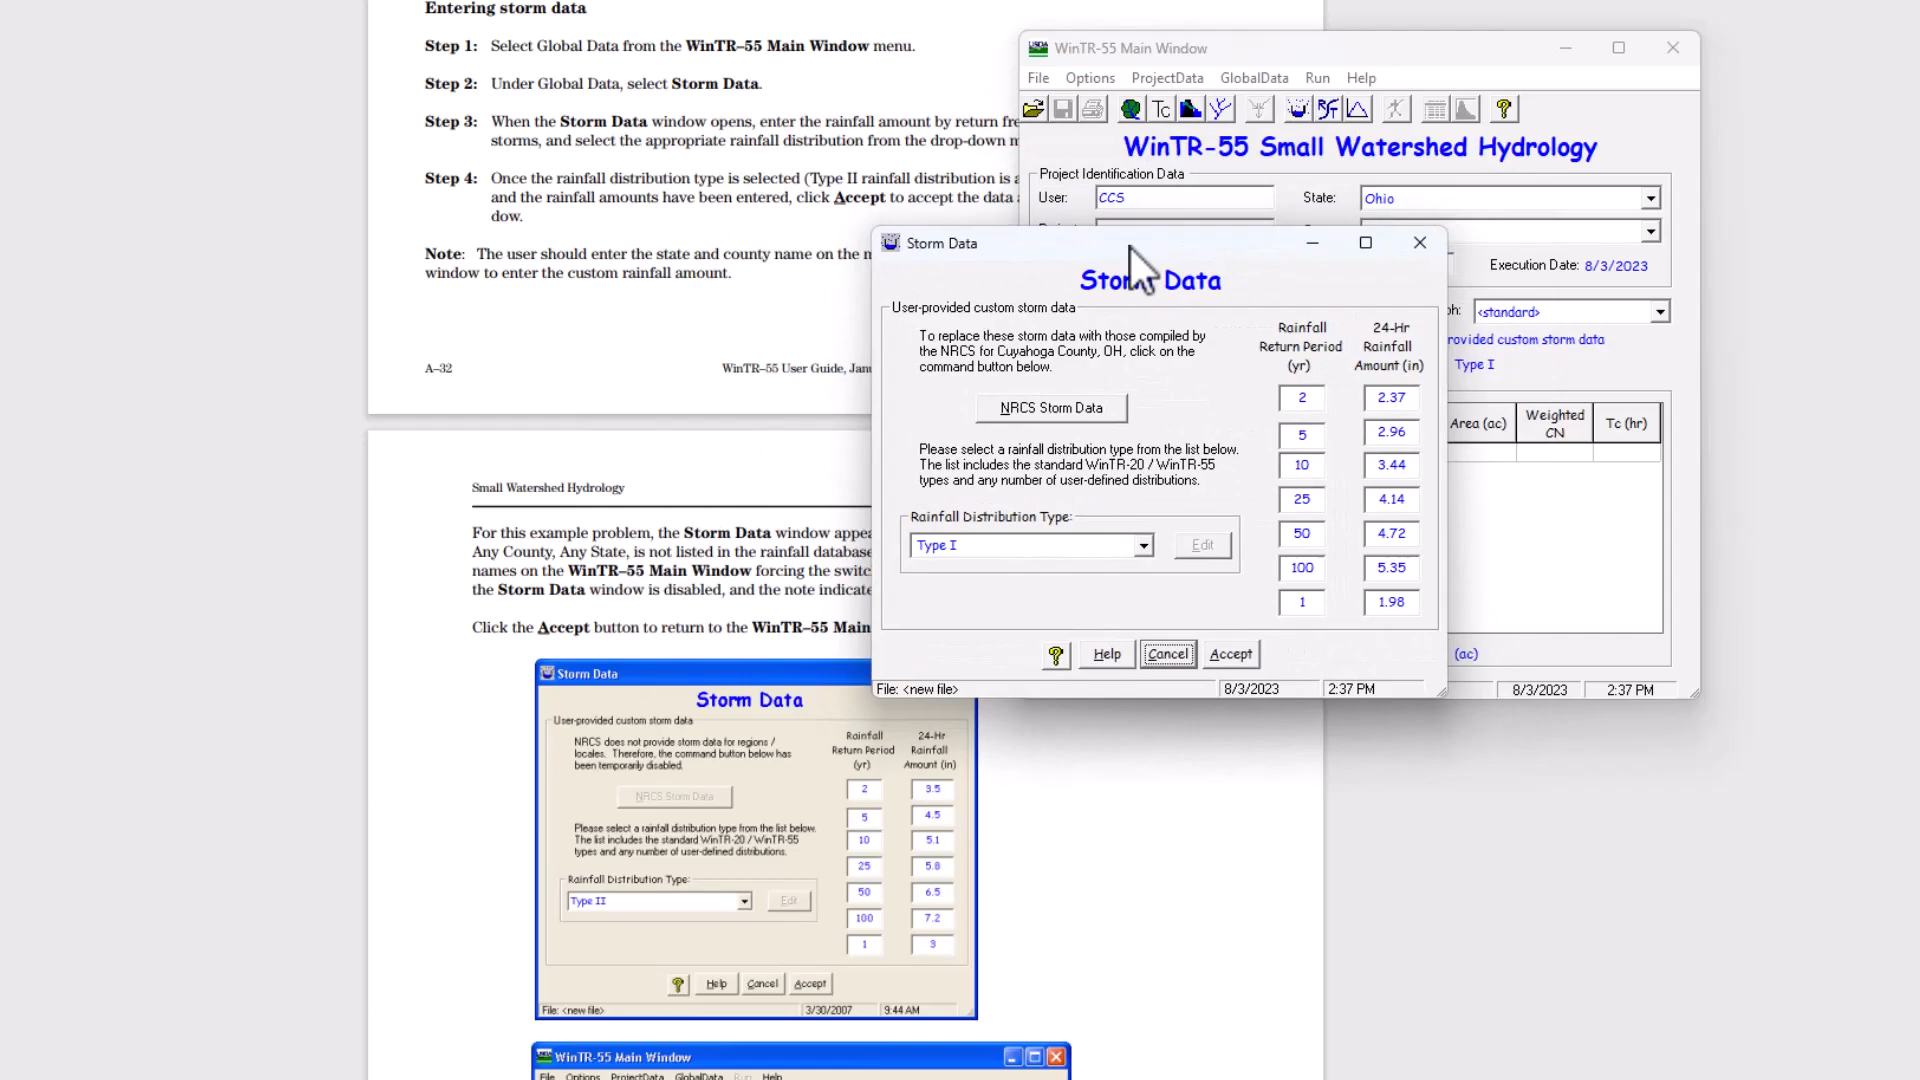 Entering storm data
Step 1: Select Global Data from the WinTR–55 Main Window menu.
Step 2: Under Global Data, select Storm Data.
Step 3: When the Storm Data window opens, enter the rainfall amount by return
storms, and select the appropriate rainfall distribution from the drop-down
Step 4: Once the rainfall distribution type is selected (Type II rainfall distribution is
and the rainfall amounts have been entered, click Accept to accept the data
dow.
Note: The user should enter the state and county name on the
window to enter the custom rainfall amount.
A–32
WinTR–55 User Guide,
Small Watershed Hydrology
For this example problem, the Storm Data window
Any County, Any State, is not listed in the rainfall database
names on the WinTR–55 Main Window forcing the
the Storm Data window is disabled, and the note
Click the Accept button to return to the WinTR–55 Main
Storm Data
Storm Data
User-provided custom storm data
NRCS does not provide storm data for regions /
locales. Therefore, the command button below has
been temporarily disabled.
NRCS Storm Data
Please select a rainfall distribution type from the list below.
The list includes the standard WinTR-20 / WinTR-55
types and any number of user-defined distributions.
Rainfall Distribution Type:
Type II
Edit
Rainfall
Return Period
(yr)
24-Hr
Rainfall
Amount (in)
2 3.5
5 4.5
10 5.1
25 5.8
50 6.5
100 7.2
1 3
Help Cancel Accept
File: <new file> 3/30/2007 9:44 AM
WinTR-55 Main Window
File Options ProjectData GlobalData Run Help
WinTR-55 Main Window
File Options ProjectData GlobalData Run Help
Tc
WinTR-55 Small Watershed Hydrology
Project Identification Data
User: CCS State: Ohio
Execution Date: 8/3/2023
<standard>
custom storm data
Type I
Area (ac) Weighted
CN Tc (hr)
(ac)
8/3/2023 2:37 PM
Storm Data
Storm Data
User-provided custom storm data
To replace these storm data with those compiled by
the NRCS for Cuyahoga County, OH, click on the
command button below.
NRCS Storm Data
Please select a rainfall distribution type from the list below.
The list includes the standard WinTR-20 / WinTR-55
types and any number of user-defined distributions.
Rainfall Distribution Type:
Type I
Edit
Rainfall
Return Period
(yr)
24-Hr
Rainfall
Amount (in)
2 2.37
5 2.96
10 3.44
25 4.14
50 4.72
100 5.35
1 1.98
Help Cancel Accept
File: <new file> 8/3/2023 2:37 PM